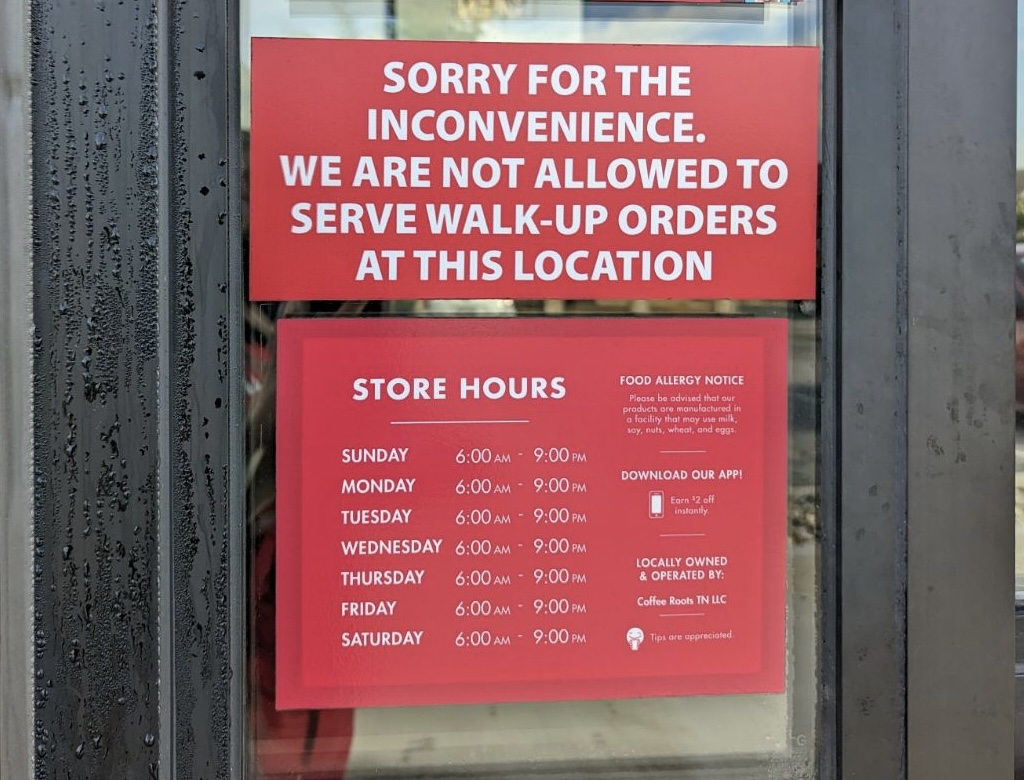 SORRY FOR THE
INCONVENIENCE.
WE ARE NOT ALLOWED TO
SERVE WALK-UP ORDERS
AT THIS LOCATION
STORE HOURS
SUNDAY 6:00 AM - 9:00 PM
MONDAY 6:00 AM - 9:00 PM
TUESDAY 6:00 AM - 9:00 PM
WEDNESDAY 6:00 AM - 9:00 PM
THURSDAY 6:00 AM - 9:00 PM
FRIDAY 6:00 AM - 9:00 PM
SATURDAY 6:00 AM - 9:00 PM
FOOD ALLERGY NOTICE
Please be advised that our
products are manufactured in
a facility that may use milk,
soy, nuts, wheat, and eggs.
DOWNLOAD OUR APP!
Earn $2 off
instantly.
LOCALLY OWNED
& OPERATED BY:
Coffee Roots TN LLC
Tips are appreciated